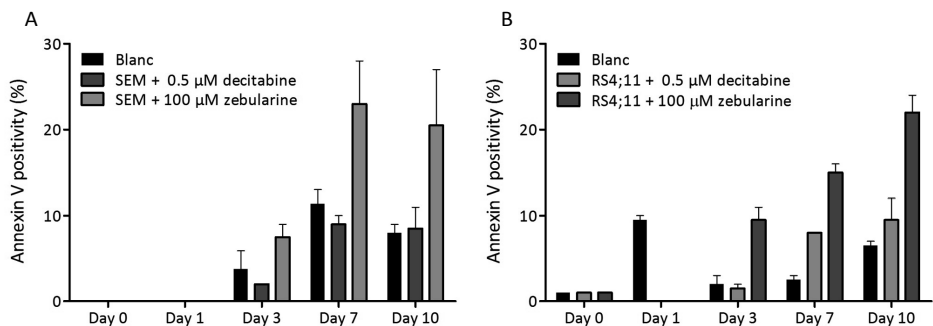 A
Annexin V positivity (%)
30
20
10
0
Blanc
SEM + 0.5 µM decitabine
SEM + 100 µM zebularine
Day 0 Day 1 Day 3 Day 7 Day 10
B
Annexin V positivity (%)
30
20
10
0
Blanc
RS4;11 + 0.5 µM decitabine
RS4;11 + 100 µM zebularine
Day 0 Day 1 Day 3 Day 7 Day 10